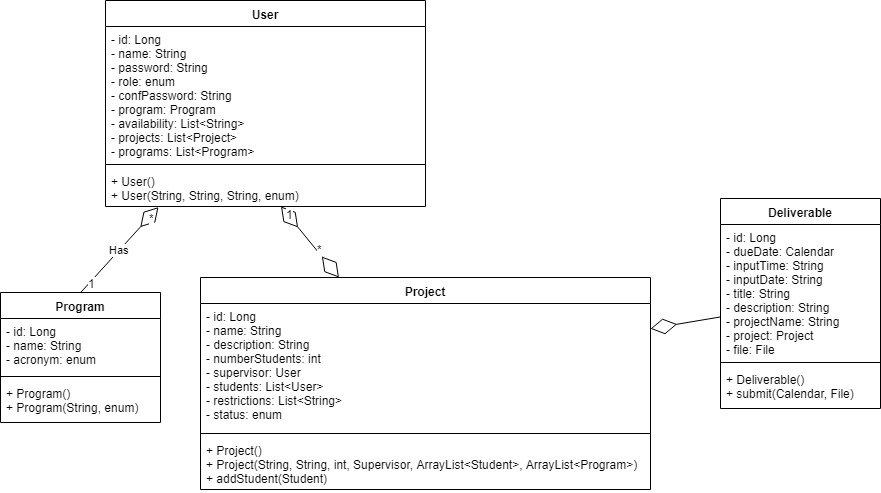 User
- id: Long
- name: String
- password: String
- role: enum
- confPassword: String
- program: Program
- availability: List<String>
- projects: List<Project>
- programs: List<Program>
+ User()
+ User(String, String, String, enum)
*
1
Has
*
1
Program
- id: Long
- name: String
- acronym: enum
+ Program()
+ Program(String, enum)
Project
- id: Long
- name: String
- description: String
- numberStudents: int
- supervisor: User
- students: List<User>
- restrictions: List<String>
- status: enum
+ Project()
+ Project(String, String, int, Supervisor, ArrayList<Student>, ArrayList<Program>)
+ addStudent(Student)
Deliverable
- id: Long
- dueDate: Calendar
- inputTime: String
- inputDate: String
- title: String
- description: String
- projectName: String
- project: Project
- file: File
+ Deliverable()
+ submit(Calendar, File)